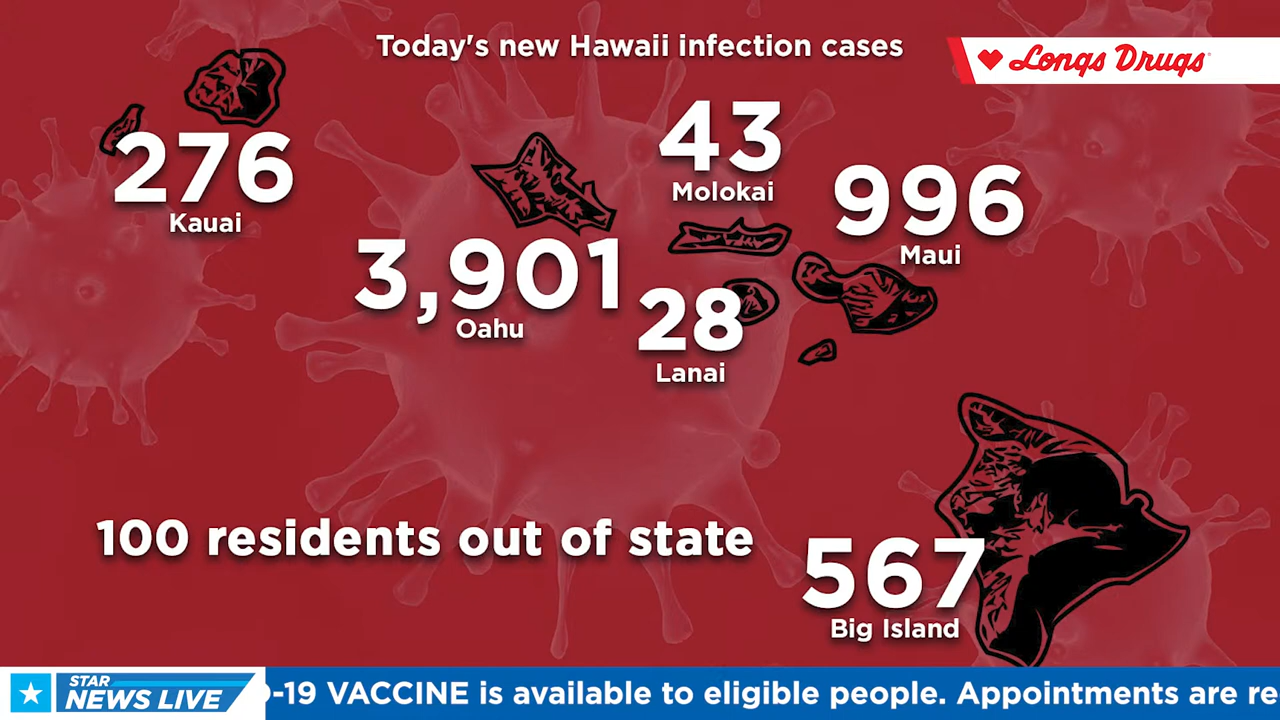 Today's new Hawaii infection cases
Longs Drugs
276
Kauai
43
Molokai
996
Maui
3,901
Oahu
28
Lanai
100 residents out of state
567
Big Island
STAR
NEWS LIVE
-19 VACCINE is available to eligible people. Appointments are re